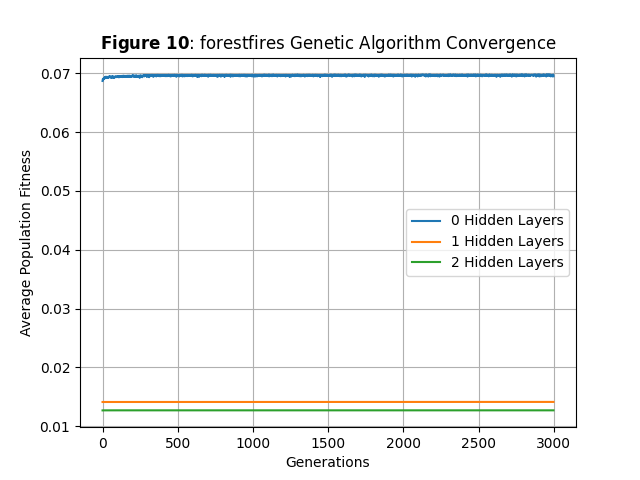 Figure 10: forestfires Genetic Algorithm Convergence
0.07
0.06
0.05
0.04
0.03
0.02
0.01
Average Population Fitness
0 Hidden Layers
1 Hidden Layers
2 Hidden Layers
0 500 1000 1500 2000 2500 3000
Generations